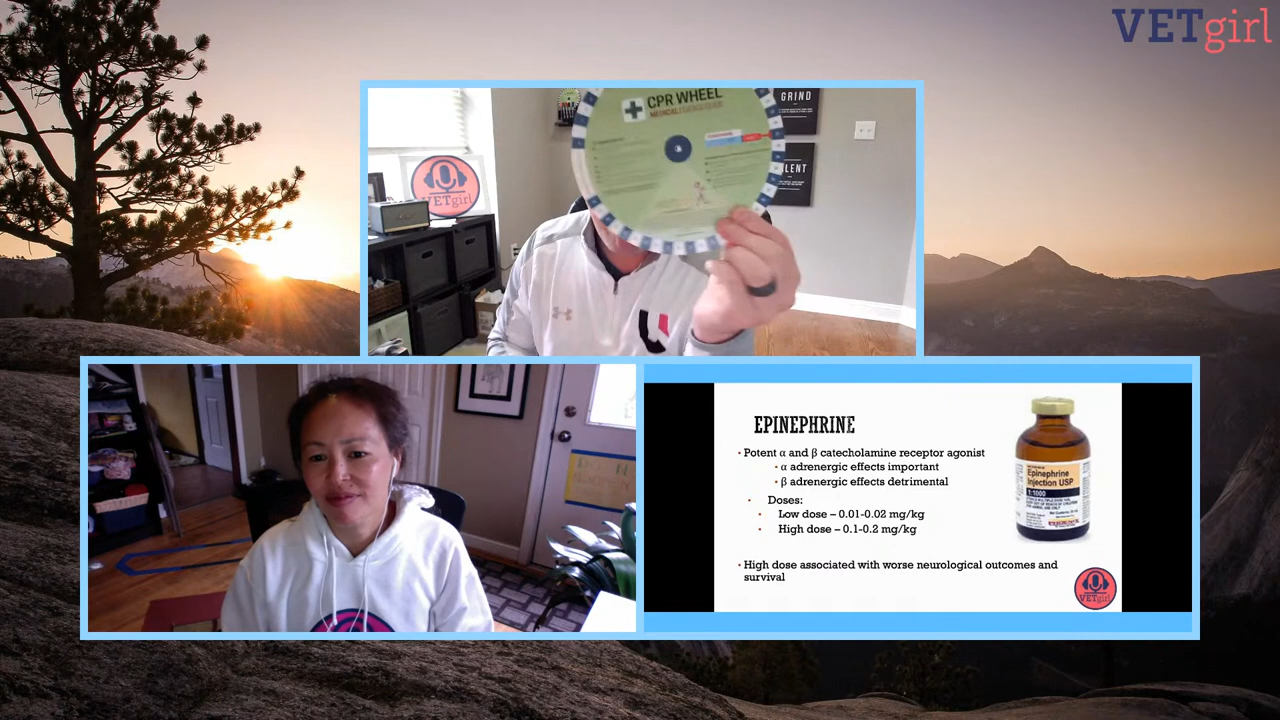 VETgirl
CPR WHEEL
GRIND
LENT
VETgirl
EPINEPHRINE
• Potent α and β catecholamine receptor agonist
• α adrenergic effects important
• β adrenergic effects detrimental
• Doses:
• Low dose – 0.01-0.02 mg/kg
• High dose – 0.1-0.2 mg/kg
• High dose associated with worse neurological outcomes and
survival
Epinephrine
Injection USP
1:1000
VETgirl